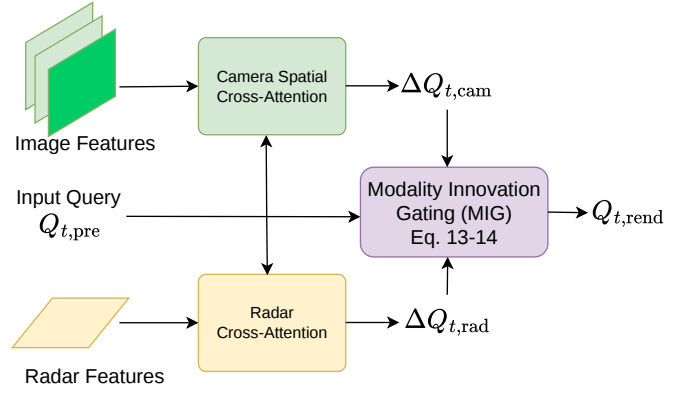 Camera Spatial
Cross-Attention
ΔQ_{t,cam}
Image Features
Input Query
Q_{t,pre}
Modality Innovation
Gating (MIG)
Eq. 13-14
Q_{t,rend}
Radar
Cross-Attention
ΔQ_{t,rad}
Radar Features